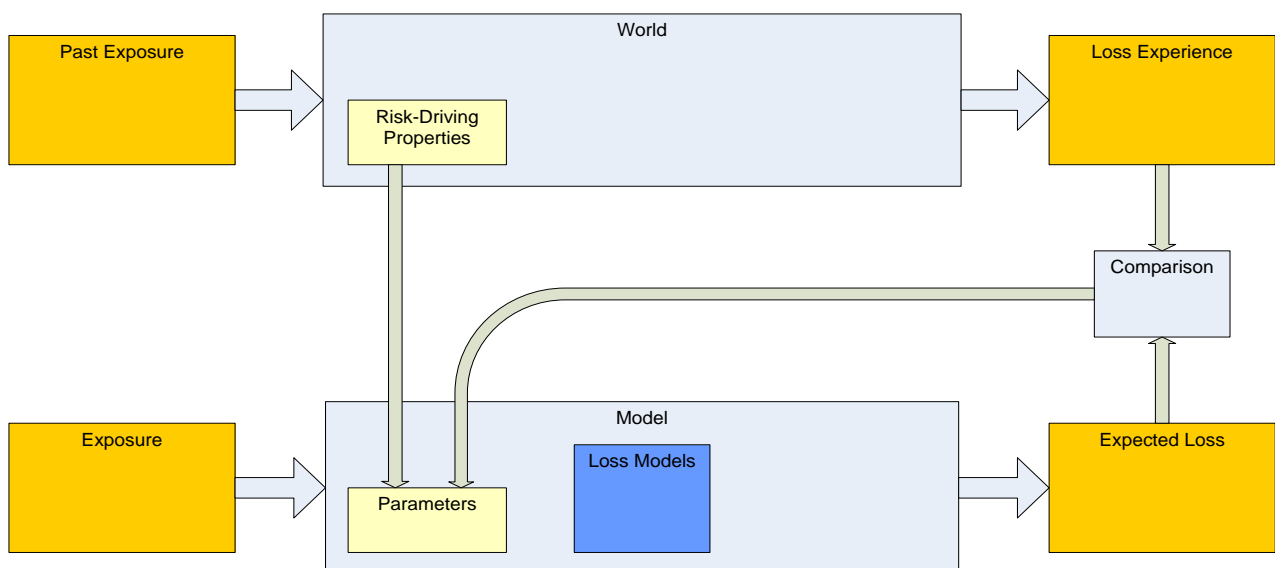 World
Past Exposure
Loss Experience
Risk-Driving
Properties
Comparison
Model
Exposure
Expected Loss
Loss Models
Parameters